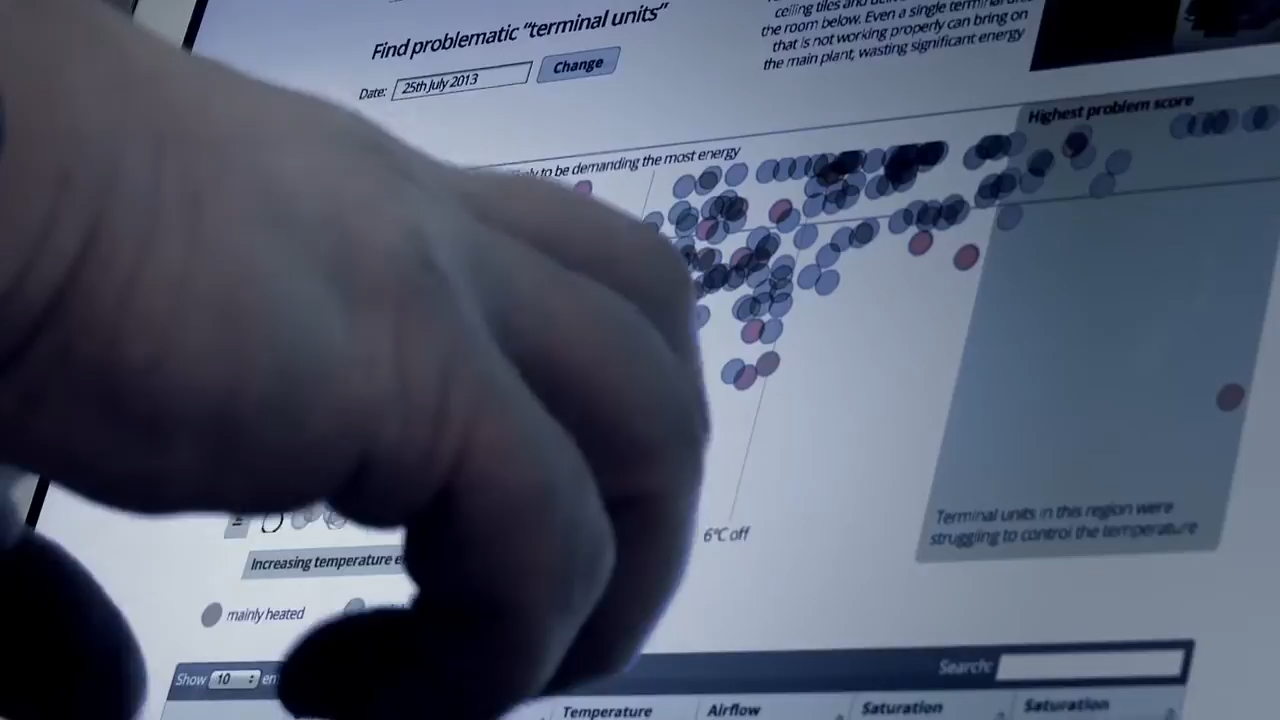 Find problematic "terminal units"
Date: 25th July 2013 Change
ceiling tiles and
the room below. Even a single terminal
that is not working properly can bring on
the main plant, wasting significant energy
Highest problem score
to be demanding the most energy
6°C off
Terminal units in this region were
struggling to control the temperature
Increasing temperature
mainly heated
Show 10
Search:
Temperature Airflow Saturation Saturation